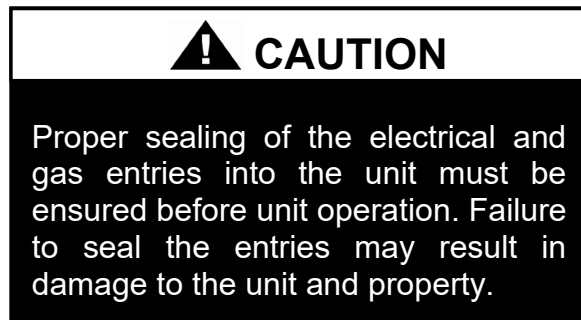 CAUTION
Proper sealing of the electrical and
gas entries into the unit must be
ensured before unit operation. Failure
to seal the entries may result in
damage to the unit and property.